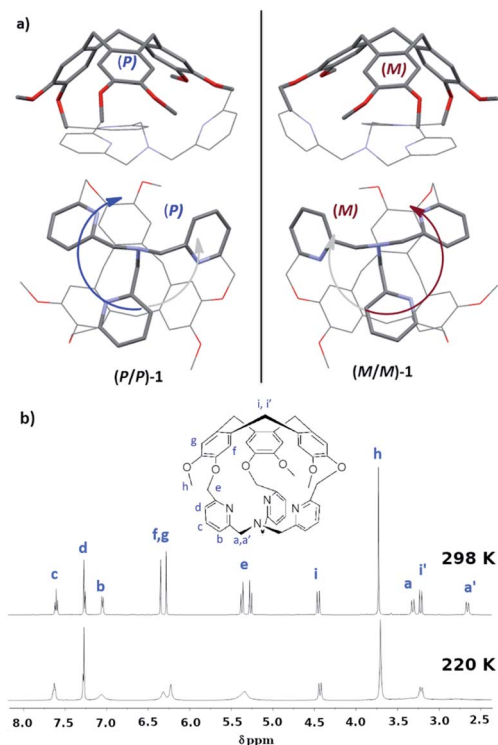 a)
(P)
(M)
(P)
(M)
(P/P)-1
(M/M)-1
b)
i, i'
g
f
O
O
O
O
O
O
h
e
d
c
b
a,a'
N
N
N
N
h
298 K
f,g
d
c
b
e
i
a
i'
a'
220 K
8.0 7.5 7.0 6.5 6.0 5.5 5.0 4.5 4.0 3.5 3.0 2.5
δppm